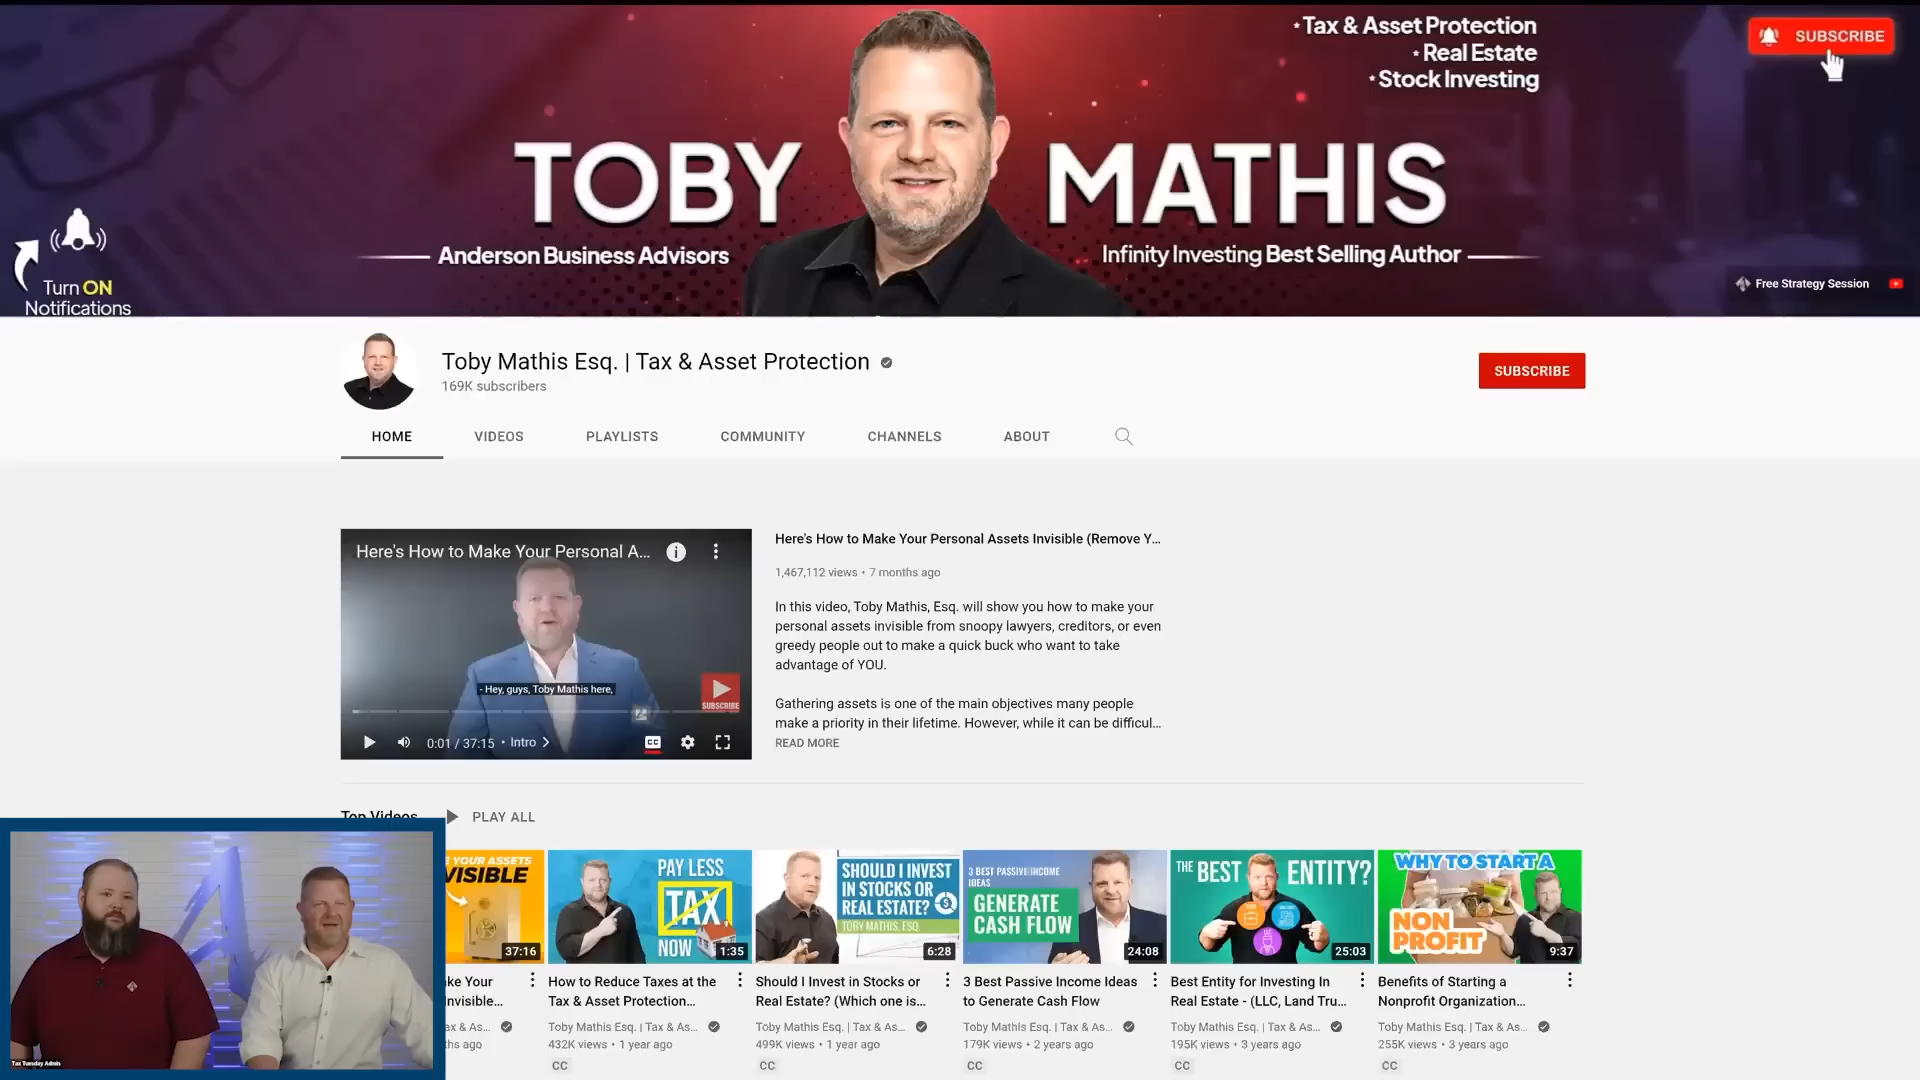 * Tax & Asset Protection
* Real Estate
* Stock Investing
SUBSCRIBE
TOBY MATHIS
Anderson Business Advisors
Infinity Investing Best Selling Author
Turn ON
Notifications
Free Strategy Session
Toby Mathis Esq. | Tax & Asset Protection
169K subscribers
SUBSCRIBE
HOME VIDEOS PLAYLISTS COMMUNITY CHANNELS ABOUT
Here's How to Make Your Personal A...
- Hey, guys, Toby Mathis here,
SUBSCRIBE
0:01 / 37:15 • Intro
CC
Here's How to Make Your Personal Assets Invisible (Remove Y...
1,467,112 views • 7 months ago
In this video, Toby Mathis, Esq. will show you how to make your
personal assets invisible from snoopy lawyers, creditors, or even
greedy people out to make a quick buck who want to take
advantage of YOU.
Gathering assets is one of the main objectives many people
make a priority in their lifetime. However, while it can be difficul...
READ MORE
Top Videos PLAY ALL
E YOUR ASSETS
VISIBLE
37:16
ke Your
Invisible...
ax & As...
hs ago
PAY LESS
TAX
NOW
1:35
How to Reduce Taxes at the
Tax & Asset Protection...
Toby Mathis Esq. | Tax & As...
432K views • 1 year ago
CC
SHOULD I INVEST
IN STOCKS OR
REAL ESTATE?
TOBY MATHIS, ESQ.
6:28
Should I Invest in Stocks or
Real Estate? (Which one is...
Toby Mathis Esq. | Tax & As...
499K views • 1 year ago
CC
3 BEST PASSIVE INCOME
IDEAS
GENERATE
CASH FLOW
24:08
3 Best Passive Income Ideas
to Generate Cash Flow
Toby Mathis Esq. | Tax & As...
179K views • 2 years ago
CC
THE BEST ENTITY?
25:03
Best Entity for Investing In
Real Estate - (LLC, Land Tru...
Toby Mathis Esq. | Tax & As...
195K views • 3 years ago
CC
WHY TO START A
NON
PROFIT
9:37
Benefits of Starting a
Nonprofit Organization...
Toby Mathis Esq. | Tax & As...
255K views • 3 years ago
CC
Tax Tuesday Admin